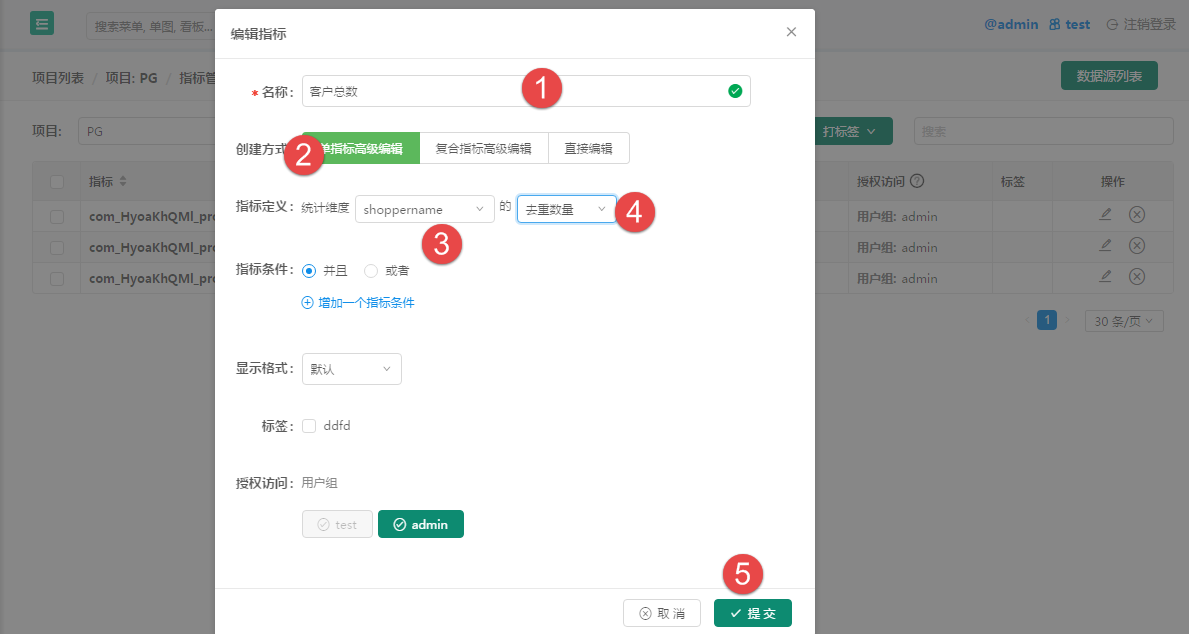 搜索菜单, 单图, 看板...
@admin test 注销登录
项目列表 / 项目: PG / 指标管
数据源列表
项目: PG
打标签
搜索
指标
授权访问 标签 操作
com_HyoaKhQMl_pro
用户组: admin
com_HyoaKhQMl_pro
用户组: admin
com_HyoaKhQMl_pro
用户组: admin
1
30 条/页
编辑指标
* 名称: 客户总数
1
创建方式
2
单指标高级编辑 复合指标高级编辑 直接编辑
指标定义: 统计维度 shoppername 的 去重数量
4
3
指标条件: 并且 或者
增加一个指标条件
显示格式: 默认
标签: ddfd
授权访问: 用户组
test admin
5
取 消 提 交